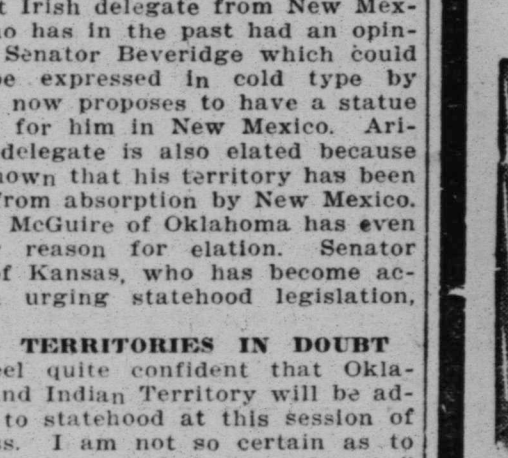 Irish delegate from New Mex-
has in the past had an opin-
Senator Beveridge which could
expressed in cold type by
now proposes to have a statue
for him in New Mexico. Ari-
delegate is also elated because
that his territory has been
from absorption by New Mexico.
McGuire of Oklahoma has even
reason for elation. Senator
of Kansas, who has become ac-
urging statehood legislation,
TERRITORIES IN DOUBT
quite confident that Okla-
Indian Territory will be ad-
to statehood at this session of
I am not so certain as to